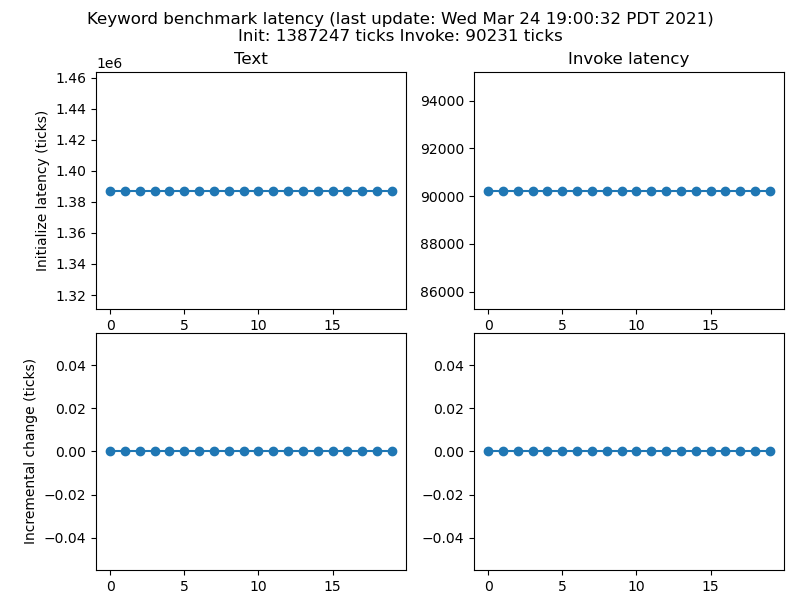 Keyword benchmark latency (last update: Wed Mar 24 19:00:32 PDT 2021)
Init: 1387247 ticks Invoke: 90231 ticks
Text
Invoke latency
1e6
Initialize latency (ticks)
1.46
1.44
1.42
1.40
1.38
1.36
1.34
1.32
0 5 10 15
94000
92000
90000
88000
86000
0 5 10 15
Incremental change (ticks)
0.04
0.02
0.00
−0.02
−0.04
0 5 10 15
0.04
0.02
0.00
−0.02
−0.04
0 5 10 15